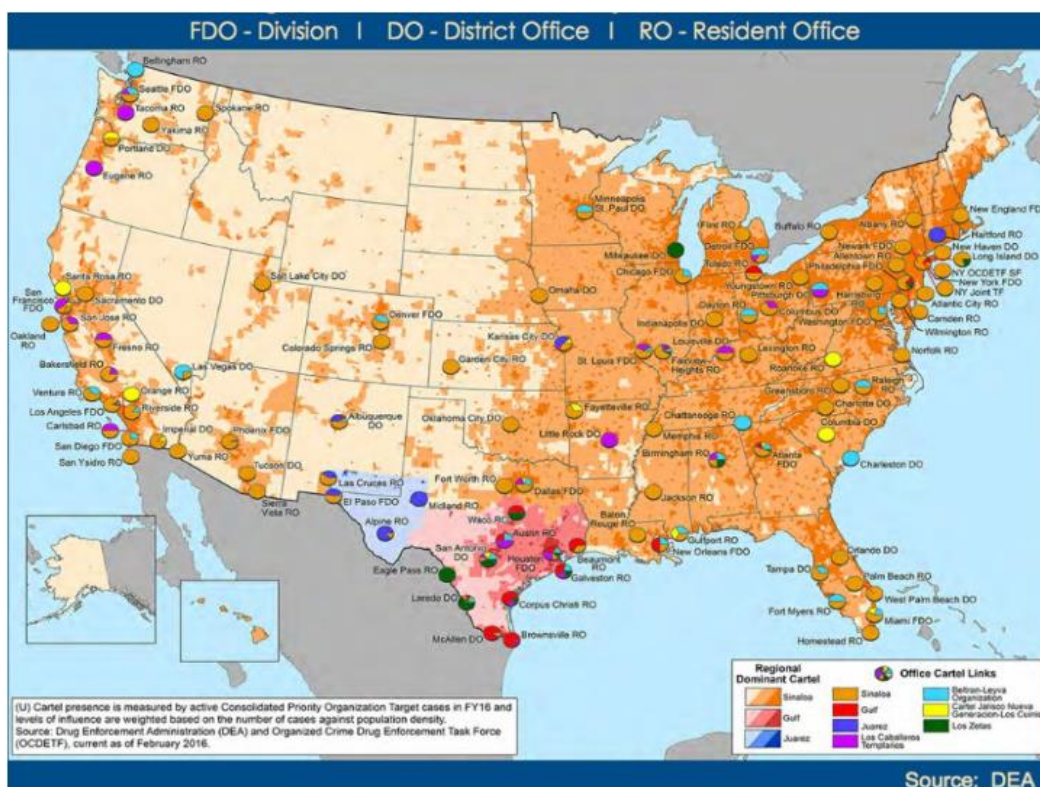 FDO - Division | DO - District Office | RO - Resident Office
Bellingham RO
Seattle FDO
Tacoma RO
Spokane RO
Yakima RO
Portland DO
Eugene RO
Santa Rosa RO
San Francisco FDO
Sacramento DO
San Jose RO
Oakland RO
Fresno RO
Bakersfield RO
Ventura RO
Orange RO
Los Angeles FDO
Riverside RO
Carlsbad RO
Imperial DO
San Diego FDO
San Ysidro RO
Yuma RO
Las Vegas DO
Phoenix FDO
Tucson DO
Sierra Vista RO
Salt Lake City DO
Denver FDO
Colorado Springs RO
Albuquerque DO
Las Cruces RO
El Paso FDO
Midland RO
Alpine RO
Garden City RO
Kansas City DO
Omaha DO
Minneapolis St. Paul DO
Oklahoma City DO
Fort Worth RO
Dallas FDO
Waco RO
Austin RO
San Antonio DO
Houston FDO
Beaumont RO
Galveston RO
Eagle Pass RO
Laredo DO
Corpus Christi RO
McAllen DO
Brownsville RO
Milwaukee DO
Chicago FDO
Indianapolis DO
St. Louis FDO
Fairview Heights RO
Louisville DO
Lexington RO
Fayetteville RO
Little Rock DO
Memphis RO
Jackson RO
Baton Rouge RO
New Orleans FDO
Gulfport RO
Birmingham RO
Chattanooga RO
Atlanta FDO
Flint RO
Detroit FDO
Toledo RO
Dayton RO
Columbus DO
Youngstown RO
Pittsburgh DO
Buffalo RO
Albany RO
New England FD
Hartford RO
New Haven DO
Long Island DO
Newark FDO
Allentown RO
Philadelphia FDO
NY OCDETF SF
New York FDO
NY Joint TF
Harrisburg RO
Atlantic City RO
Camden RO
Washington FDO
Wilmington RO
Norfolk RO
Roanoke RO
Greensboro RO
Raleigh RO
Charlotte DO
Columbia DO
Charleston DO
Orlando DO
Tampa DO
Palm Beach RO
West Palm Beach DO
Fort Myers RO
Miami FDO
Homestead RO
Regional Dominant Cartel
Sinaloa
Gulf
Juarez
Office Cartel Links
Sinaloa
Gulf
Juarez
Los Caballeros Templarios
Beltran-Leyva Organization
Cartel Jalisco Nueva Generacion-Los Cuinis
Los Zetas
(U) Cartel presence is measured by active Consolidated Priority Organization Target cases in FY16 and
levels of influence are weighted based on the number of cases against population density.
Source: Drug Enforcement Administration (DEA) and Organized Crime Drug Enforcement Task Force
(OCDETF), current as of February 2016.
Source: DEA